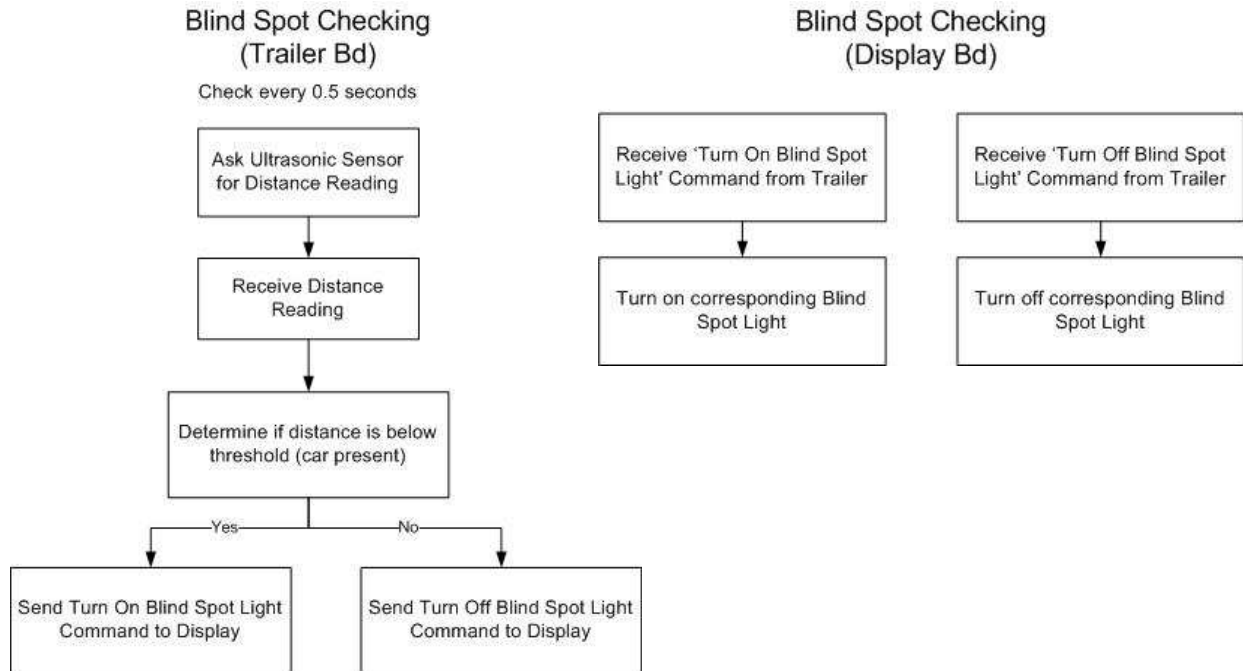 Blind Spot Checking
(Trailer Bd)
Check every 0.5 seconds
Ask Ultrasonic Sensor
for Distance Reading
Receive Distance
Reading
Determine if distance is below
threshold (car present)
Yes
No
Send Turn On Blind Spot Light
Command to Display
Send Turn Off Blind Spot Light
Command to Display
Blind Spot Checking
(Display Bd)
Receive ‘Turn On Blind Spot
Light’ Command from Trailer
Turn on corresponding Blind
Spot Light
Receive ‘Turn Off Blind Spot
Light’ Command from Trailer
Turn off corresponding Blind
Spot Light